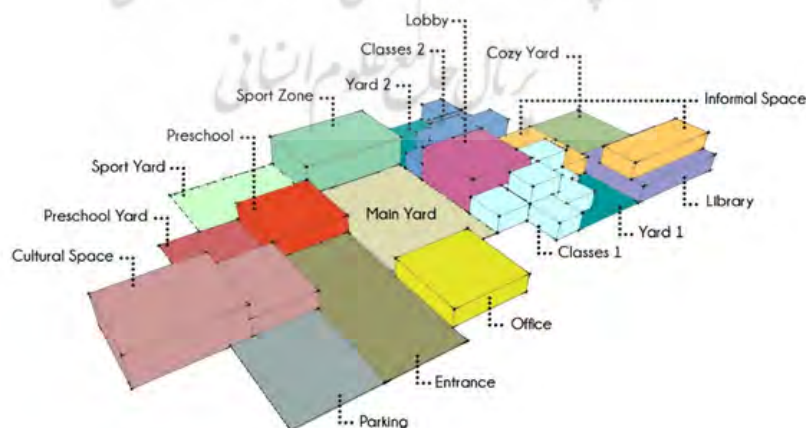 Lobby
Classes 2
Cozy Yard
Yard 2
Sport Zone
Informal Space
Preschool
Sport Yard
Main Yard
Preschool Yard
Library
Cultural Space
Yard 1
Classes 1
Office
Entrance
Parking